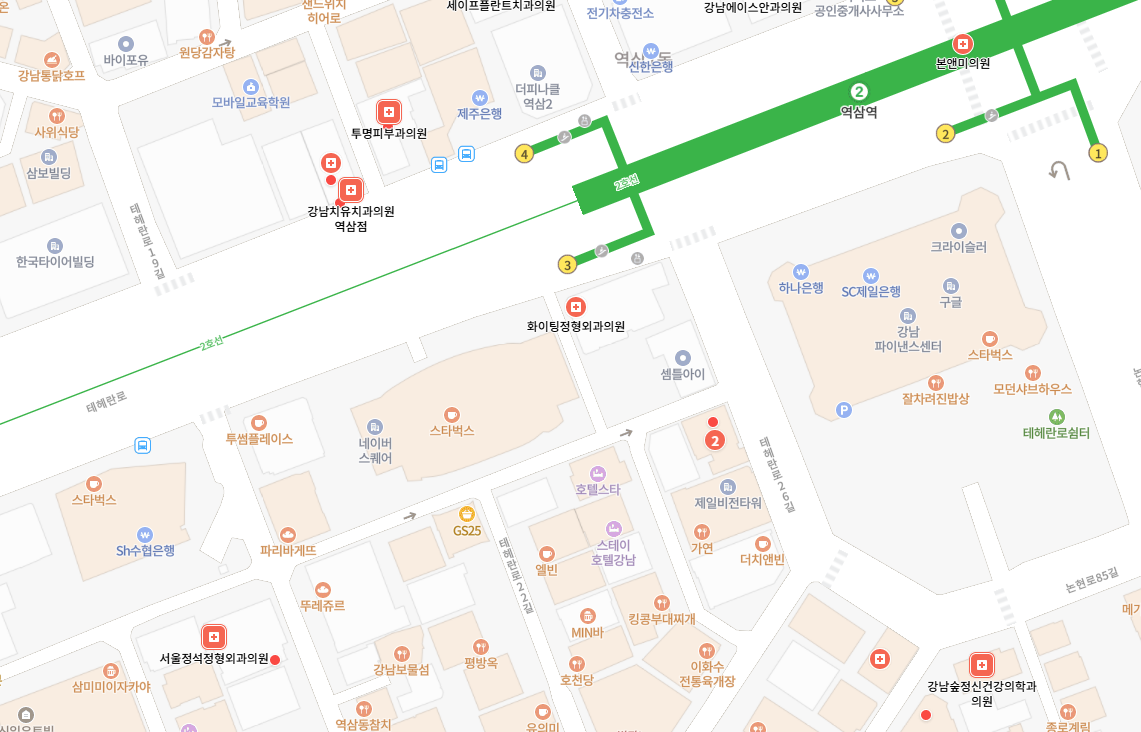 샌드위치
히어로
세이프플란트치과의원
전기차충전소
강남에이스안과의원
공인중개사사무소
5
원당감자탕
바이포유
강남통닭호프
신한은행
본앤미의원
더피나클
역삼2
모바일교육학원
제주은행
2
역삼역
사위식당
투명피부과의원
4
2
1
삼보빌딩
2호선
강남치유치과의원
역삼점
테헤란로19길
한국타이어빌딩
3
크라이슬러
하나은행
SC제일은행
구글
화이팅정형외과의원
강남
파이낸스센터
2호선
스타벅스
셈틀아이
모던샤브하우스
잘차려진밥상
테헤란로
P
스타벅스
테헤란로쉼터
투썸플레이스
네이버
스퀘어
2
테헤란로26길
호텔스타
스타벅스
제일비전타워
GS25
Sh수협은행
파리바게뜨
가연
스테이
호텔강남
더치앤빈
엘빈
테헤란로22길
논현로85길
뚜레쥬르
킹콩부대찌개
MIN바
서울정석정형외과의원
강남보물섬
평방옥
이화수
전통육개장
호천당
삼미미이자카야
강남숲정신건강의학과
의원
역삼동참치
유의미
종로계림